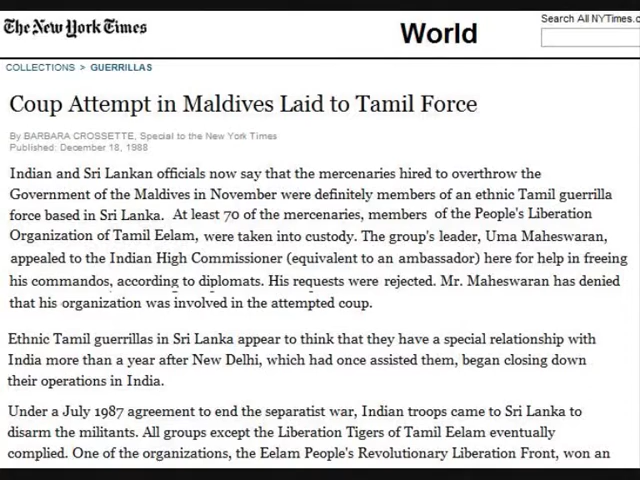 The New York Times
World
Search All NYTimes.c
COLLECTIONS > GUERRILLAS
Coup Attempt in Maldives Laid to Tamil Force
By BARBARA CROSSETTE, Special to the New York Times
Published: December 18, 1988
Indian and Sri Lankan officials now say that the mercenaries hired to overthrow the
Government of the Maldives in November were definitely members of an ethnic Tamil guerrilla
force based in Sri Lanka. At least 70 of the mercenaries, members of the People's Liberation
Organization of Tamil Eelam, were taken into custody. The group's leader, Uma Maheswaran,
appealed to the Indian High Commissioner (equivalent to an ambassador) here for help in freeing
his commandos, according to diplomats. His requests were rejected. Mr. Maheswaran has denied
that his organization was involved in the attempted coup.
Ethnic Tamil guerrillas in Sri Lanka appear to think that they have a special relationship with
India more than a year after New Delhi, which had once assisted them, began closing down
their operations in India.
Under a July 1987 agreement to end the separatist war, Indian troops came to Sri Lanka to
disarm the militants. All groups except the Liberation Tigers of Tamil Eelam eventually
complied. One of the organizations, the Eelam People's Revolutionary Liberation Front, won an